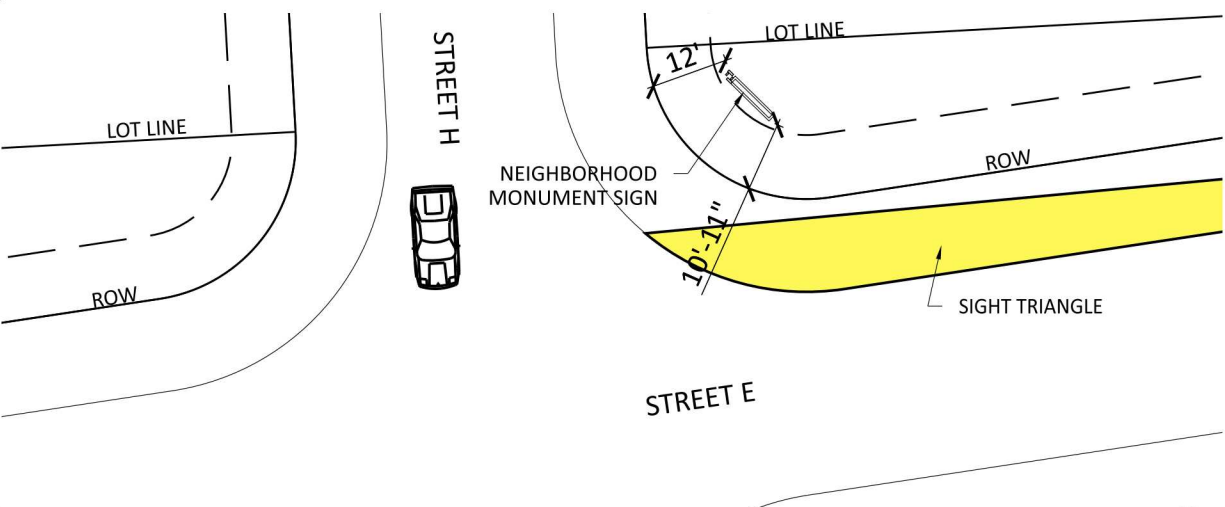 STREET H
LOT LINE
12'
LOT LINE
NEIGHBORHOOD
MONUMENT SIGN
ROW
10'-11"
ROW
SIGHT TRIANGLE
STREET E